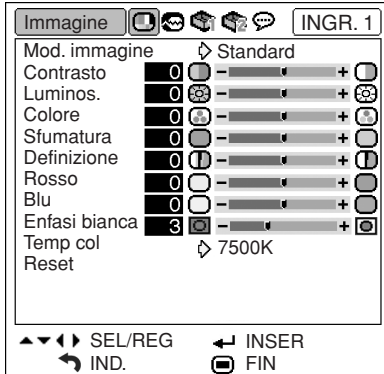 Immagine INGR. 1
Mod. immagine Standard
Contrasto 0 - +
Luminos. 0 - +
Colore 0 - +
Sfumatura 0 - +
Definizione 0 - +
Rosso 0 - +
Blu 0 - +
Enfasi bianca 3 - +
Temp col 7500K
Reset
SEL/REG INSER
IND. FIN